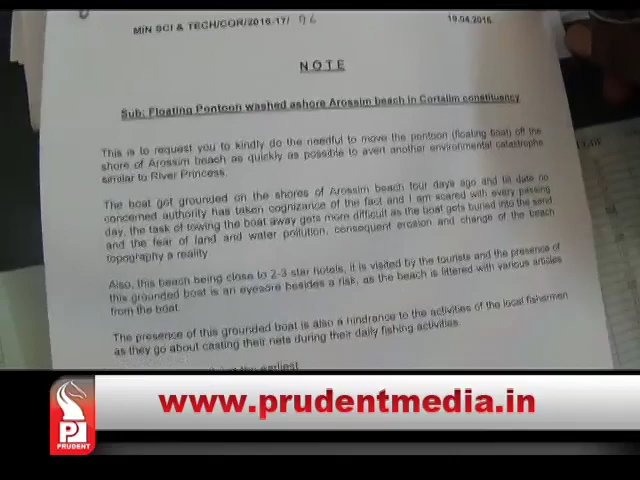 MIN SCI & TECH/COR/2016-17/ 19.04.2016
NOTE
Sub: Floating Pontoon washed ashore Arossim beach in Cortalim constituency
This is to request you to kindly do the needful to move the pontoon (floating boat) off the
shore of Arossim beach as quickly as possible to avert another environmental catastrophe
similar to River Princess.
The boat got grounded on the shores of Arossim beach four days ago and till date no
concerned authority has taken cognizance of the fact and I am scared with every passing
day, the task of towing the boat away gets more difficult as the boat gets buried into the sand
and the fear of land and water pollution, consequent erosion and change of the beach
topography a reality
Also, this beach being close to 2-3 star hotels, it is visited by the tourists and the presence of
this grounded boat is an eyesore besides a risk, as the beach is littered with various articles
from the boat.
The presence of this grounded boat is also a hindrance to the activities of the local fishermen
as they go about casting their nets during their daily fishing activities
earliest
www.prudentmedia.in
PRUDENT